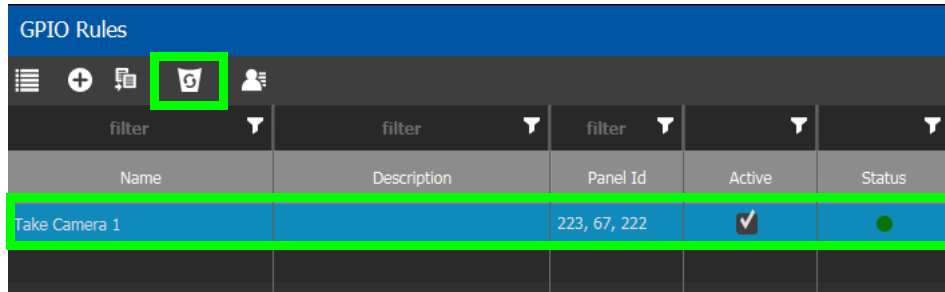 GPIO Rules
filter filter filter
Name Description Panel Id Active Status
Take Camera 1 223, 67, 222